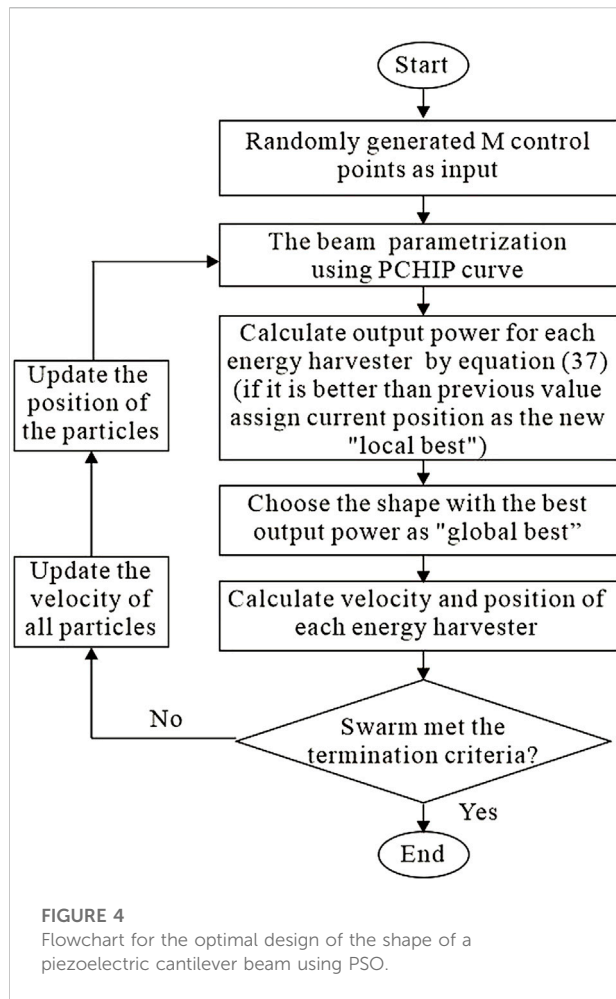 Start
Randomly generated M control
points as input
The beam parametrization
using PCHIP curve
Calculate output power for each
energy harvester by equation (37)
(if it is better than previous value
assign current position as the new
"local best")
Choose the shape with the best
output power as "global best”
Calculate velocity and position of
each energy harvester
Swarm met the
termination criteria?
No
Update the
velocity of
all particles
Update the
position of
the particles
Yes
End
FIGURE 4
Flowchart for the optimal design of the shape of a
piezoelectric cantilever beam using PSO.